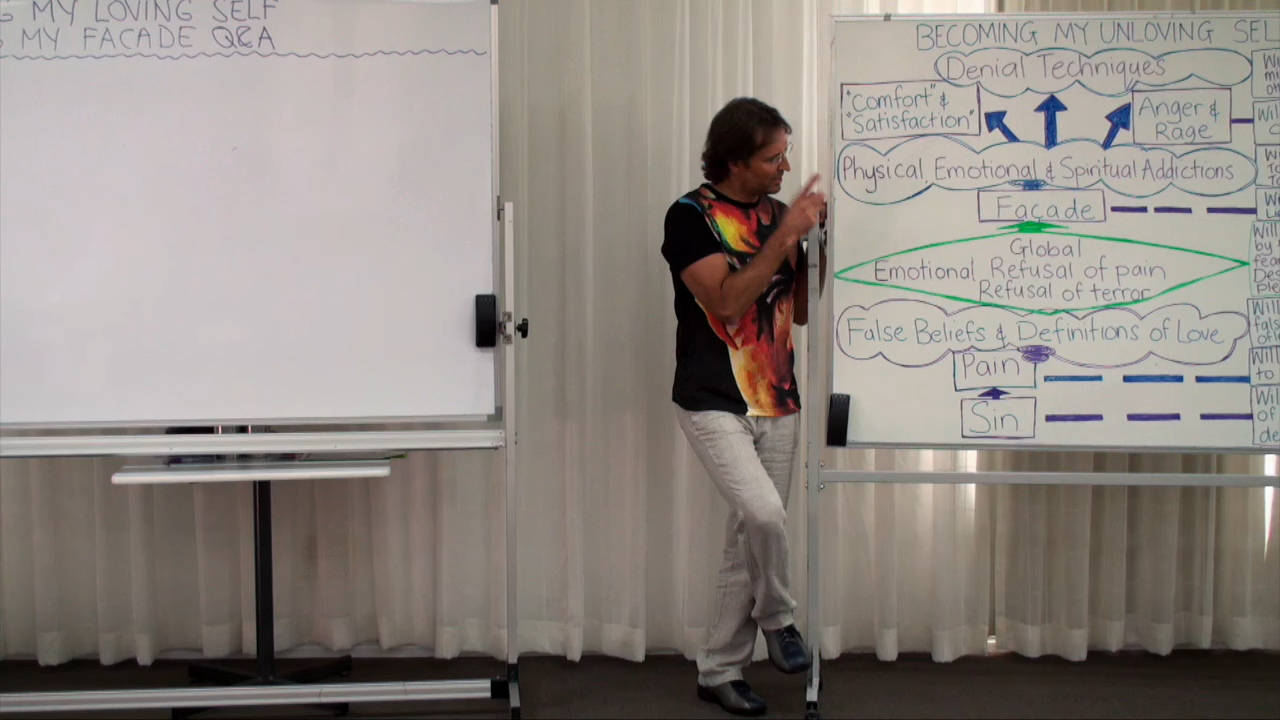 MY LOVING SELF
MY FACADE Q&A
BECOMING MY UNLOVING SEL
Denial Techniques
"Comfort" &
"Satisfaction"
Anger &
Rage
Physical, Emotional & Spiritual Addictions
Façade
Global
Emotional Refusal of pain
Refusal of terror
False Beliefs & Definitions of Love
Pain
Sin